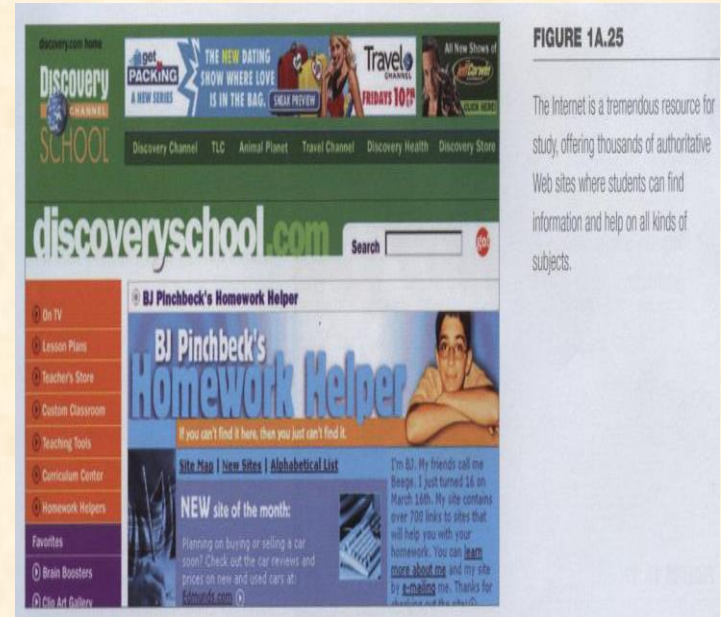 discovery.com home
DISCOVERY
CHANNEL
SCHOOL
get
PACKING
A NEW SERIES
THE NEW DATING
SHOW WHERE LOVE
IS IN THE BAG.
SNEAK PREVIEW
Travel
CHANNEL
FRIDAYS 10
All New Shows of
CLICK HERE!
Discovery Channel TLC Animal Planet Travel Channel Discovery Health Discovery Store
discoveryschool.com
Search
go!
On TV
Lesson Plans
Teacher's Store
Custom Classroom
Teaching Tools
Curriculum Center
Homework Helpers
Favorites
Brain Boosters
Clip Art Gallery
BJ Pinchbeck's Homework Helper
BJ Pinchbeck's
Homework Helper
If you can't find it here, then you just can't find it.
Site Map | New Sites | Alphabetical List
NEW site of the month:
Planning on buying or selling a car
soon? Check out the car reviews and
prices on new and used cars at:
Edmunds.com
I'm BJ. My friends call me
Beege. I just turned 16 on
March 16th. My site contains
over 700 links to sites that
will help you with your
homework. You can learn
more about me and my site
by e-mailing me. Thanks for
FIGURE 1A.25
The Internet is a tremendous resource for
study, offering thousands of authoritative
Web sites where students can find
information and help on all kinds of
subjects.